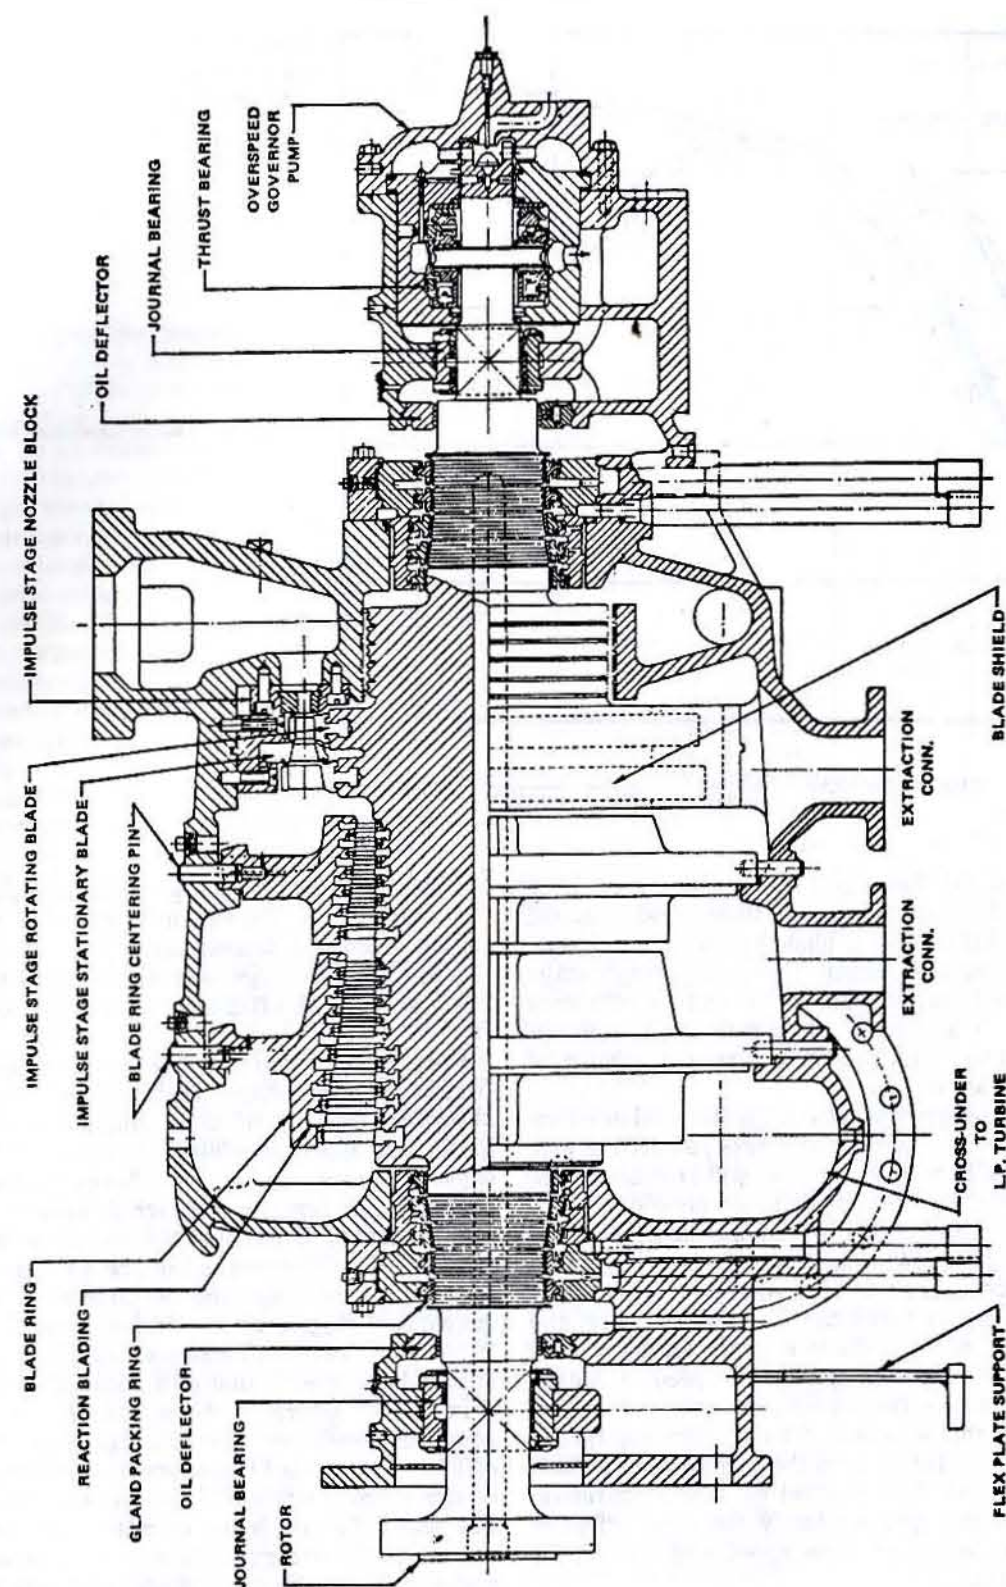 ROTOR
JOURNAL BEARING
OIL DEFLECTOR
GLAND PACKING RING
REACTION BLADING
BLADE RING
BLADE RING CENTERING PIN
IMPULSE STAGE STATIONARY BLADE
IMPULSE STAGE ROTATING BLADE
IMPULSE STAGE NOZZLE BLOCK
OIL DEFLECTOR
JOURNAL BEARING
THRUST BEARING
OVERSPEED
GOVERNOR
PUMP
FLEX PLATE SUPPORT
CROSS-UNDER
TO
L.P. TURBINE
EXTRACTION
CONN.
EXTRACTION
CONN.
BLADE SHIELD